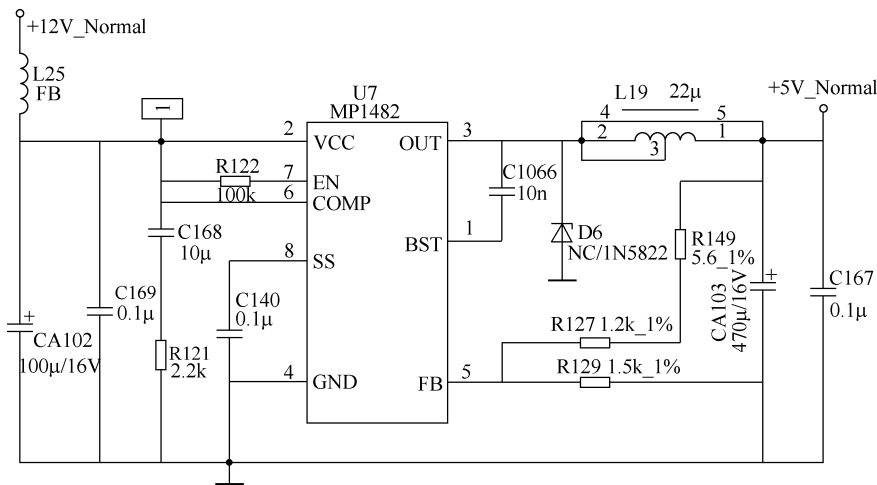 +12V_Normal
L25
FB
1
U7
MP1482
2
VCC
OUT
3
R122
100k
7
EN
6
COMP
C168
10μ
8
SS
BST
1
C1066
10n
L19 22μ
4
5
2
1
3
+5V_Normal
D6
NC/1N5822
R149
5.6_1%
C169
0.1μ
C140
0.1μ
CA102
100μ/16V
R121
2.2k
4
GND
FB
5
R127 1.2k_1%
R129 1.5k_1%
CA103
470μ/16V
C167
0.1μ
+
+